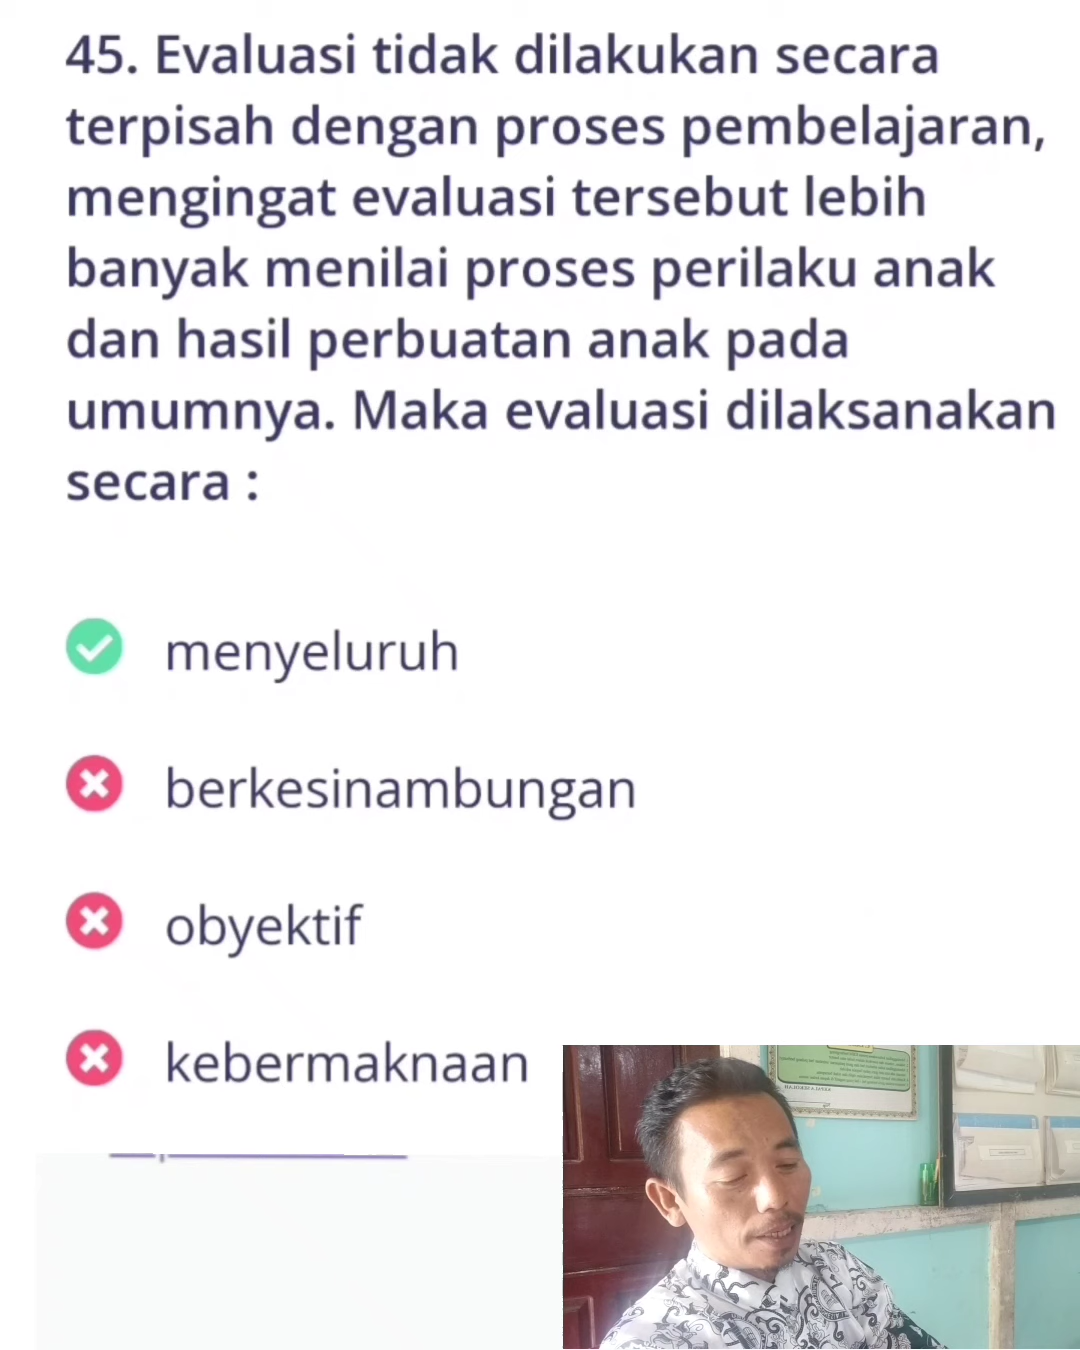 45. Evaluasi tidak dilakukan secara
terpisah dengan proses pembelajaran,
mengingat evaluasi tersebut lebih
banyak menilai proses perilaku anak
dan hasil perbuatan anak pada
umumnya. Maka evaluasi dilaksanakan
secara :
menyeluruh
berkesinambungan
obyektif
kebermaknaan